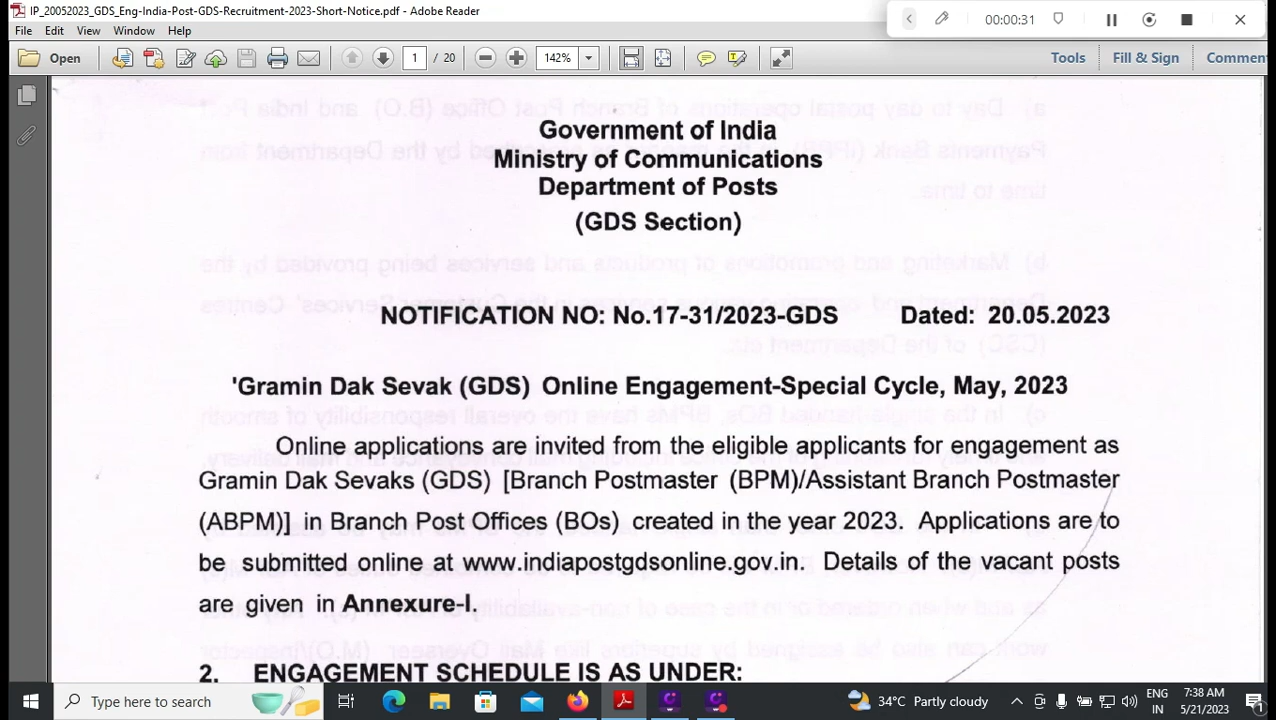 IP_20052023_GDS_Eng-India-Post-GDS-Recruitment-2023-Short-Notice.pdf - Adobe Reader
00:00:31
File Edit View Window Help
Open 1 / 20 142% Tools Fill & Sign Commen
Government of India
Ministry of Communications
Department of Posts
(GDS Section)
NOTIFICATION NO: No.17-31/2023-GDS Dated: 20.05.2023
'Gramin Dak Sevak (GDS) Online Engagement-Special Cycle, May, 2023
Online applications are invited from the eligible applicants for engagement as
Gramin Dak Sevaks (GDS) [Branch Postmaster (BPM)/Assistant Branch Postmaster
(ABPM)] in Branch Post Offices (BOs) created in the year 2023. Applications are to
be submitted online at www.indiapostgdsonline.gov.in. Details of the vacant posts
are given in Annexure-I.
2. ENGAGEMENT SCHEDULE IS AS UNDER:
Type here to search
34°C Partly cloudy
ENG
IN
5:38 AM
5/21/2023
1